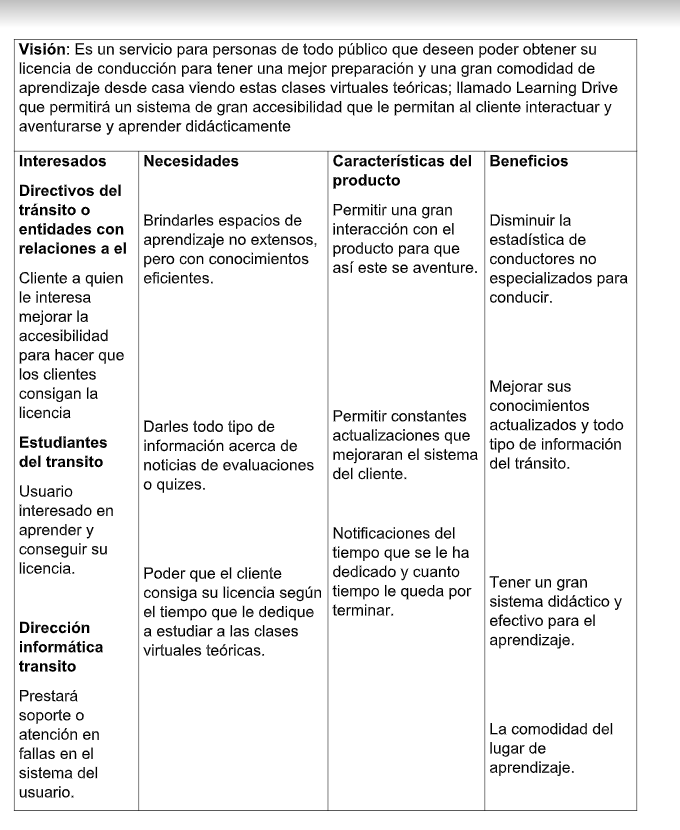 Visión: Es un servicio para personas de todo público que deseen poder obtener su
licencia de conducción para tener una mejor preparación y una gran comodidad de
aprendizaje desde casa viendo estas clases virtuales teóricas; llamado Learning Drive
que permitirá un sistema de gran accesibilidad que le permitan al cliente interactuar y
aventurarse y aprender didácticamente
Interesados
Directivos del
tránsito o
entidades con
relaciones a el
Cliente a quien
le interesa
mejorar la
accesibilidad
para hacer que
los clientes
consigan la
licencia
Estudiantes
del transito
Usuario
interesado en
aprender y
conseguir su
licencia.
Dirección
informática
transito
Prestará
soporte o
atención en
fallas en el
sistema del
usuario.
Necesidades
Brindarles espacios de
aprendizaje no extensos,
pero con conocimientos
eficientes.
Darles todo tipo de
información acerca de
noticias de evaluaciones
o quizes.
Poder que el cliente
consiga su licencia según
el tiempo que le dedique
a estudiar a las clases
virtuales teóricas.
Características del
producto
Permitir una gran
interacción con el
producto para que
así este se aventure.
Permitir constantes
actualizaciones que
mejoraran el sistema
del cliente.
Notificaciones del
tiempo que se le ha
dedicado y cuanto
tiempo le queda por
terminar.
Beneficios
Disminuir la
estadística de
conductores no
especializados para
conducir.
Mejorar sus
conocimientos
actualizados y todo
tipo de información
del tránsito.
Tener un gran
sistema didáctico y
efectivo para el
aprendizaje.
La comodidad del
lugar de
aprendizaje.